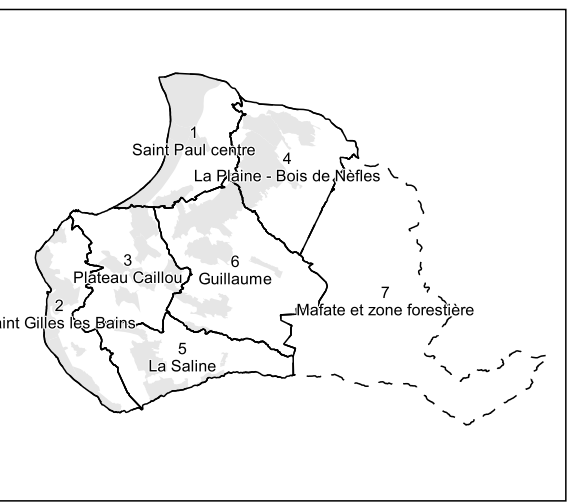 1
Saint Paul centre
4
La Plaine - Bois de Nèfles
3
Plateau Caillou
6
Guillaume
7
Mafate et zone forestière
2
int Gilles les Bains
5
La Saline